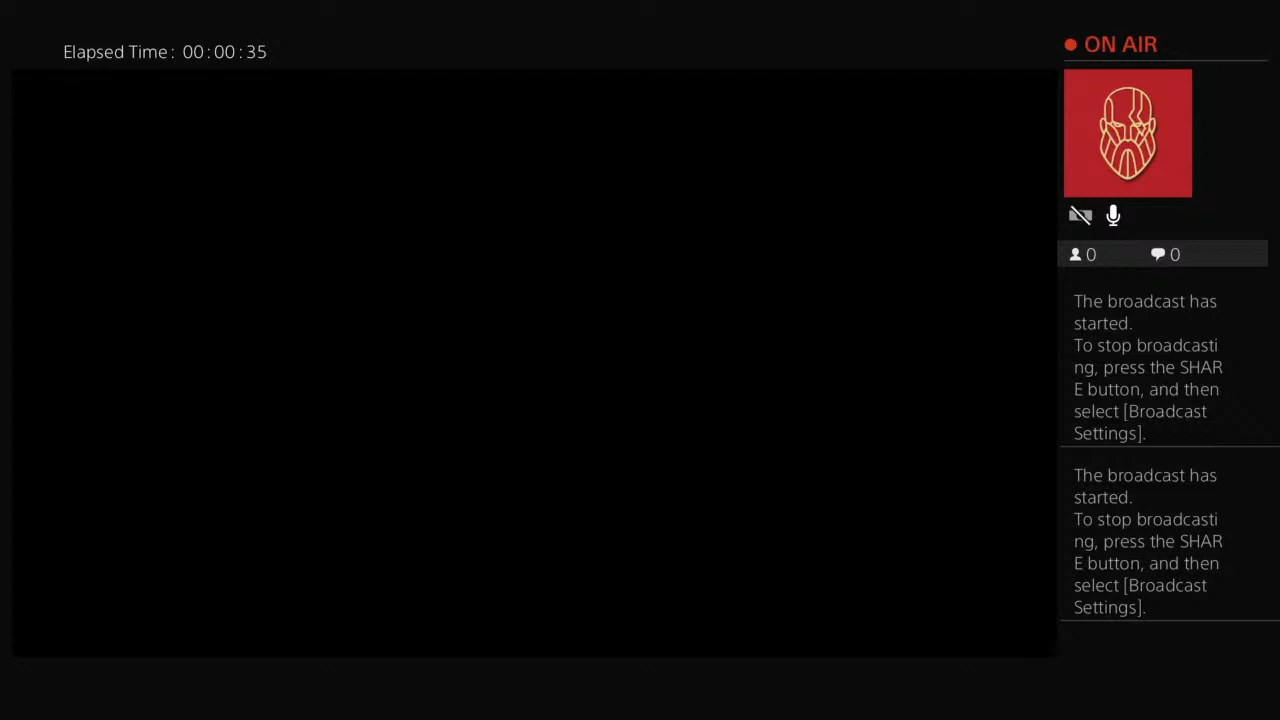 Elapsed Time: 00:00:35
ON AIR
0 0
The broadcast has
started.
To stop broadcasti
ng, press the SHAR
E button, and then
select [Broadcast
Settings].
The broadcast has
started.
To stop broadcasti
ng, press the SHAR
E button, and then
select [Broadcast
Settings].